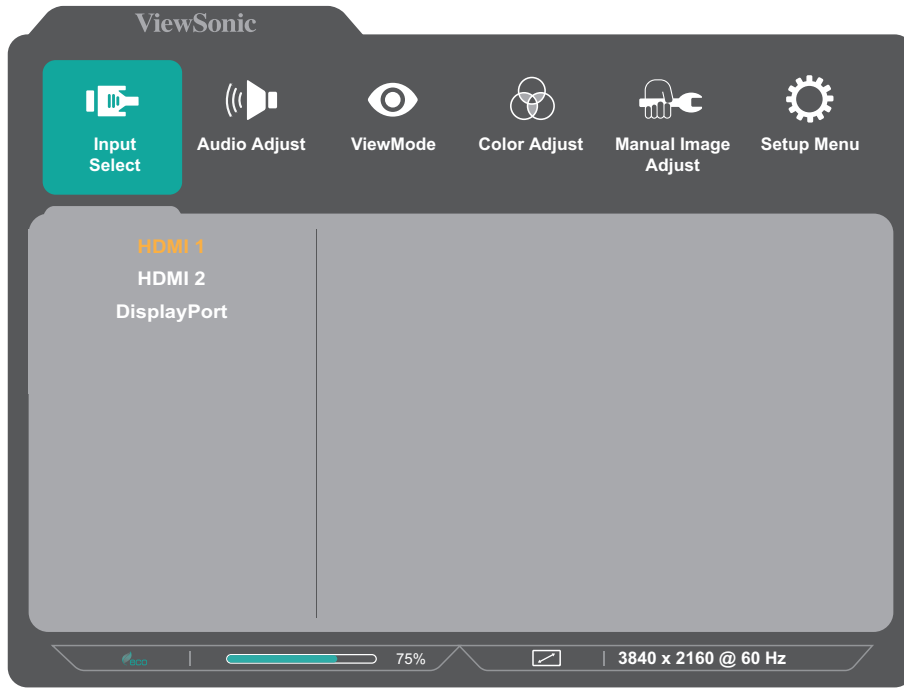 ViewSonic
Input
Select
Audio Adjust
ViewMode
Color Adjust
Manual Image
Adjust
Setup Menu
HDMI 1
HDMI 2
DisplayPort
eco
75%
3840 x 2160 @ 60 Hz